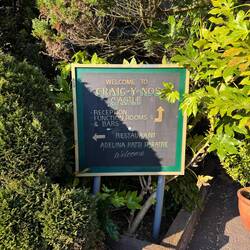 WELCOME TO
CRAIG-Y-NOS
CASTLE
RECEPTION
FUNCTION ROOMS
& BARS
RESTAURANT
ADELINA PATTI THEATRE
Welcome